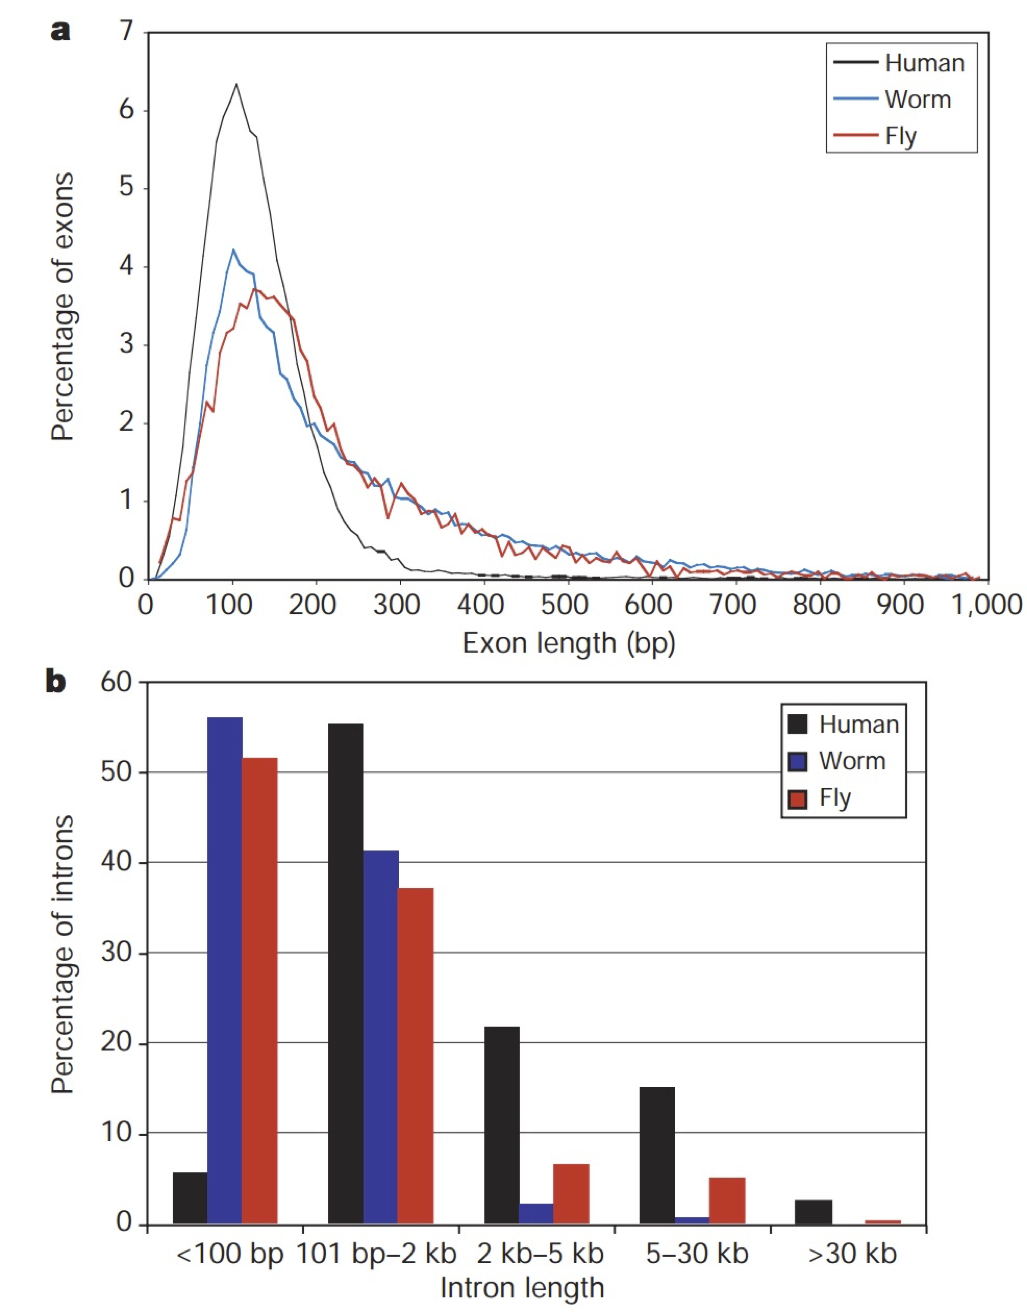 a
7
6
5
4
3
2
1
0
Percentage of exons
Human
Worm
Fly
0 100 200 300 400 500 600 700 800 900 1,000
Exon length (bp)
b
60
50
40
30
20
10
0
Percentage of introns
Human
Worm
Fly
<100 bp 101 bp–2 kb 2 kb–5 kb 5–30 kb >30 kb
Intron length